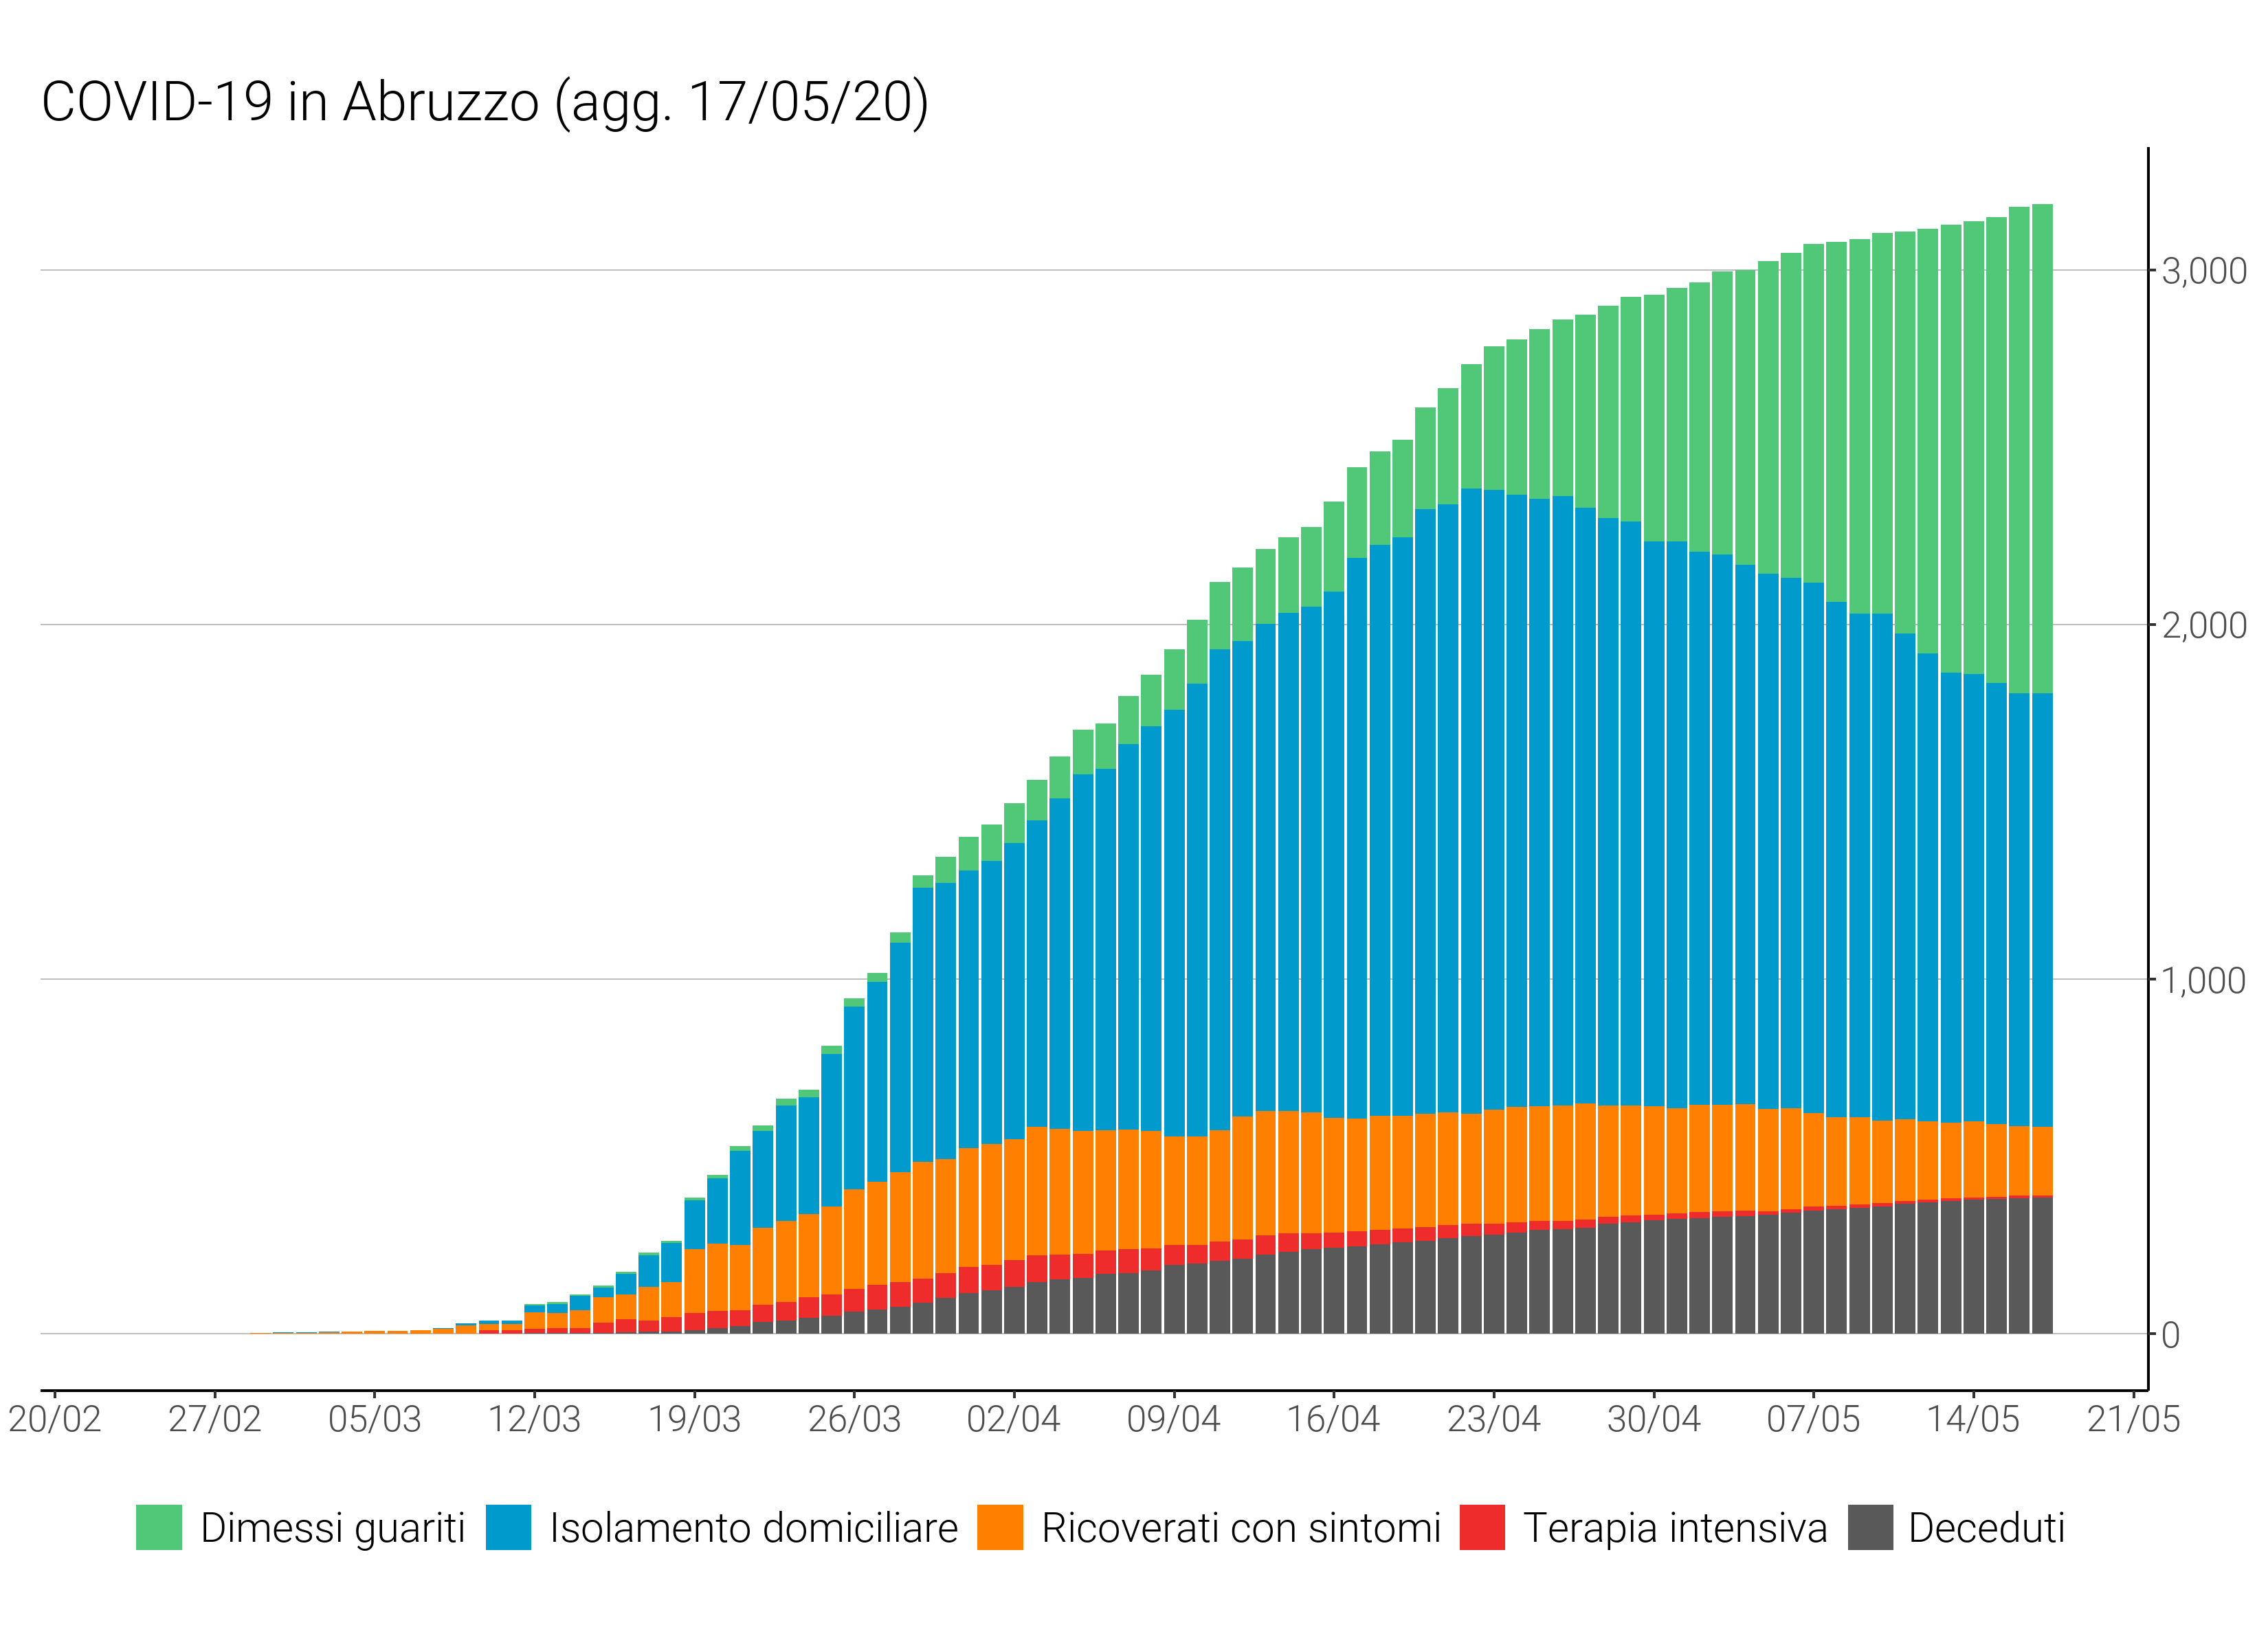 COVID-19 in Abruzzo (agg. 17/05/20)
3,000
2,000
1,000
0
20/02 27/02 05/03 12/03 19/03 26/03 02/04 09/04 16/04 23/04 30/04 07/05 14/05 21/05
Dimessi guariti Isolamento domiciliare Ricoverati con sintomi Terapia intensiva Deceduti